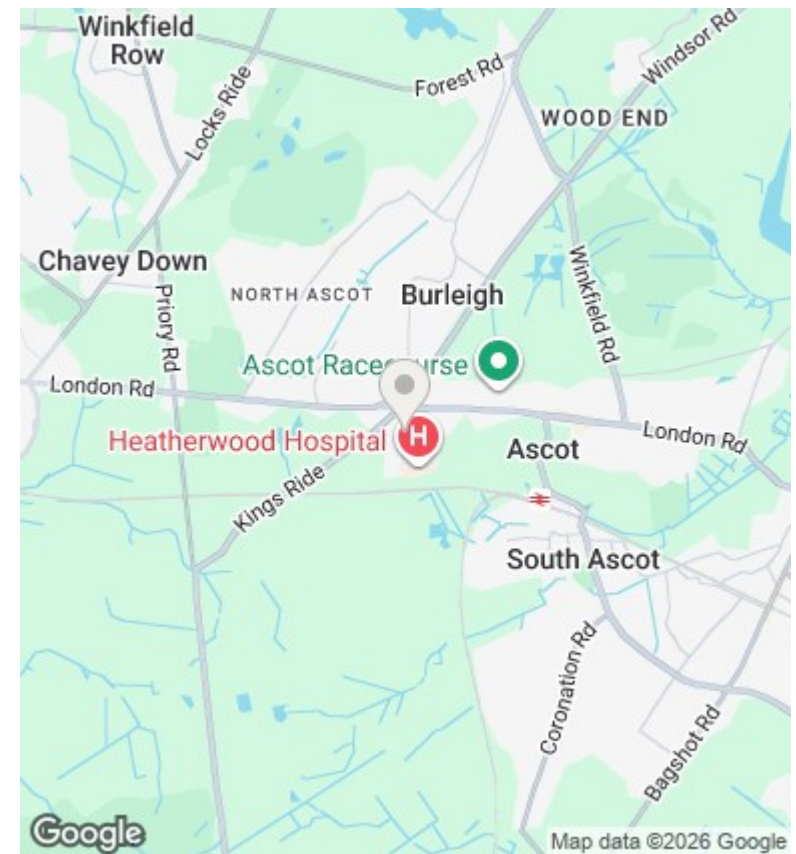 Winkfield
Row
Locks Ride
Forest Rd
Windsor Rd
WOOD END
Chavey Down
Priory Rd
NORTH ASCOT
Burleigh
Winkfield Rd
Ascot Racecourse
London Rd
Heatherwood Hospital
H
Ascot
London Rd
Kings Ride
South Ascot
Coronation Rd
Bagshot Rd
Google
Map data ©2026 Google